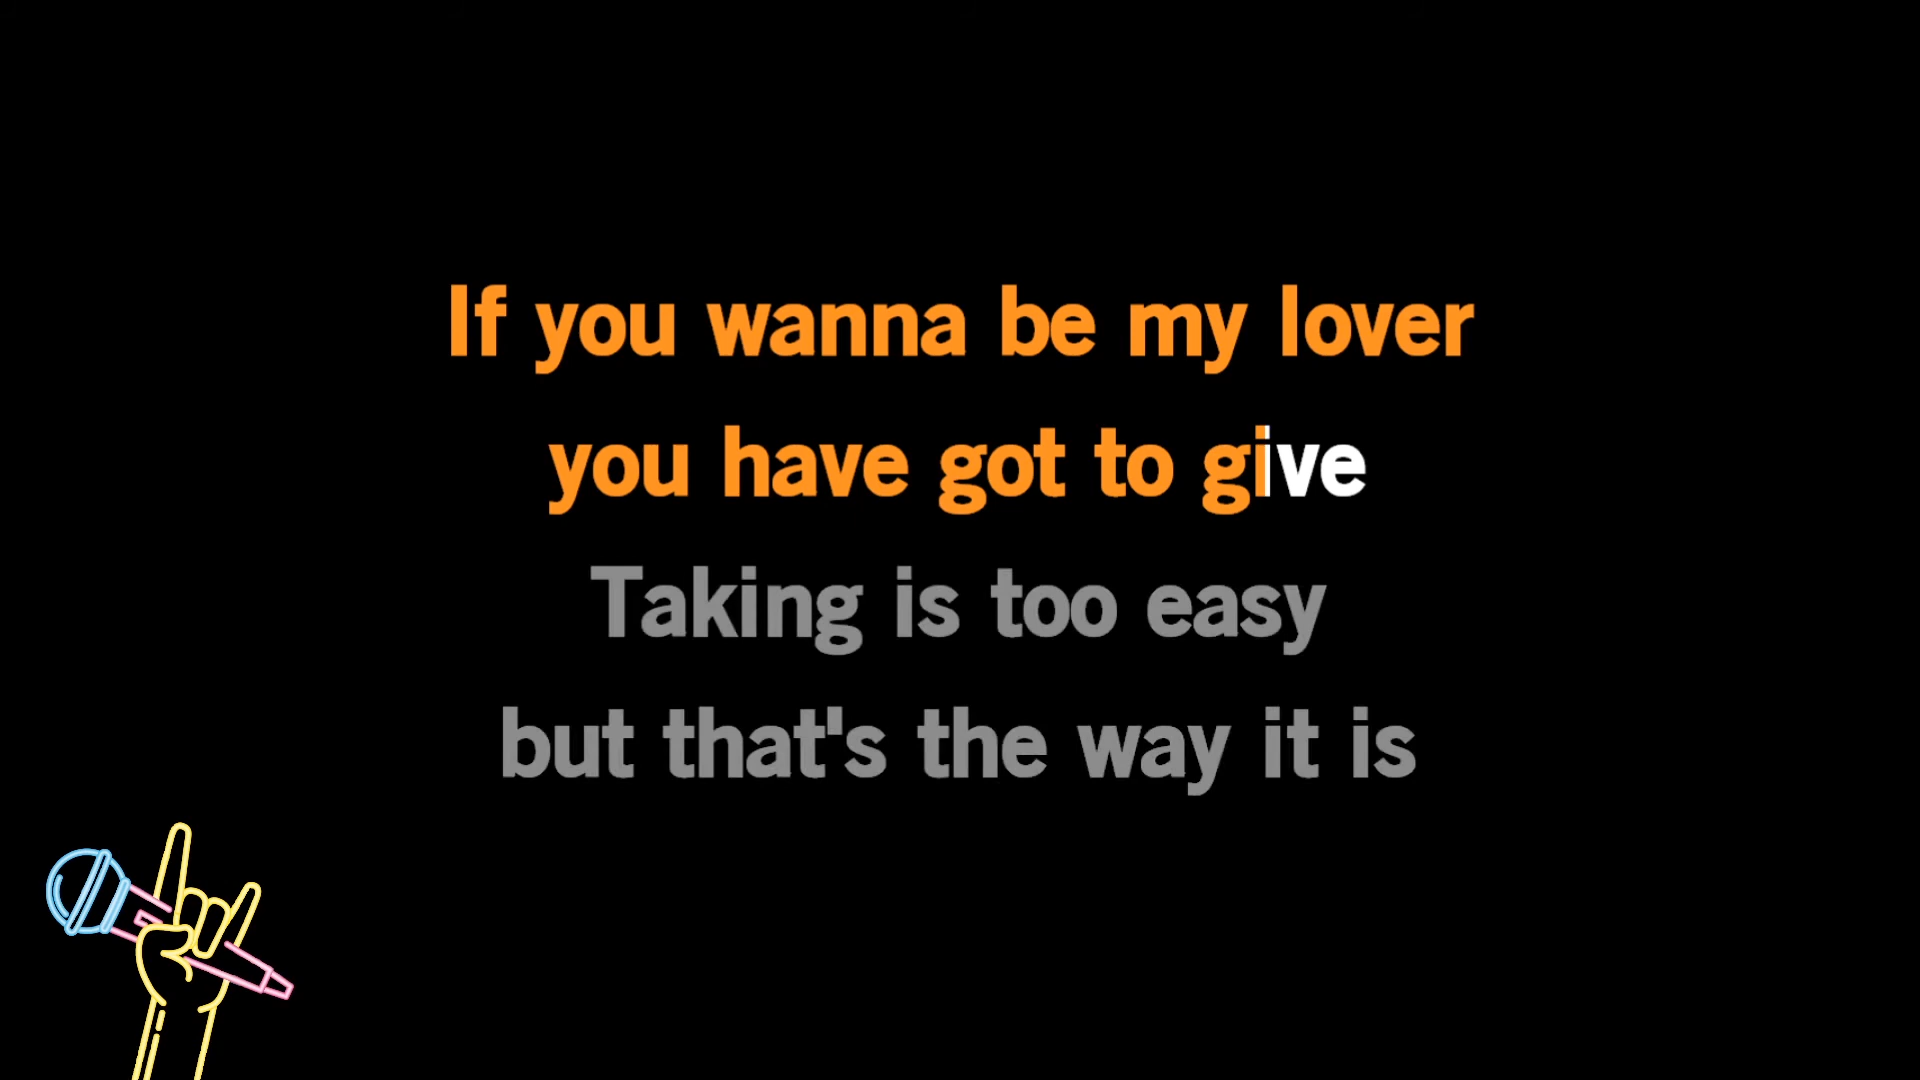 If you wanna be my lover
you have got to give
Taking is too easy
but that's the way it is